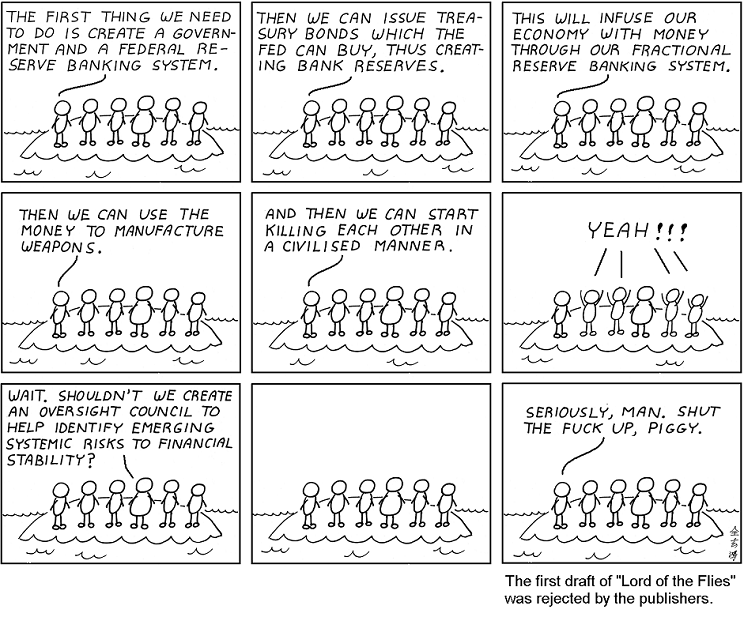 THE FIRST THING WE NEED
TO DO IS CREATE A GOVERN-
MENT AND A FEDERAL RE-
SERVE BANKING SYSTEM.
THEN WE CAN ISSUE TREA-
SURY BONDS WHICH THE
FED CAN BUY, THUS CREAT-
ING BANK RESERVES.
THIS WILL INFUSE OUR
ECONOMY WITH MONEY
THROUGH OUR FRACTIONAL
RESERVE BANKING SYSTEM.
THEN WE CAN USE THE
MONEY TO MANUFACTURE
WEAPONS.
AND THEN WE CAN START
KILLING EACH OTHER IN
A CIVILISED MANNER.
YEAH!!!
WAIT. SHOULDN'T WE CREATE
AN OVERSIGHT COUNCIL TO
HELP IDENTIFY EMERGING
SYSTEMIC RISKS TO FINANCIAL
STABILITY?
SERIOUSLY, MAN. SHUT
THE FUCK UP, PIGGY.
The first draft of "Lord of the Flies"
was rejected by the publishers.